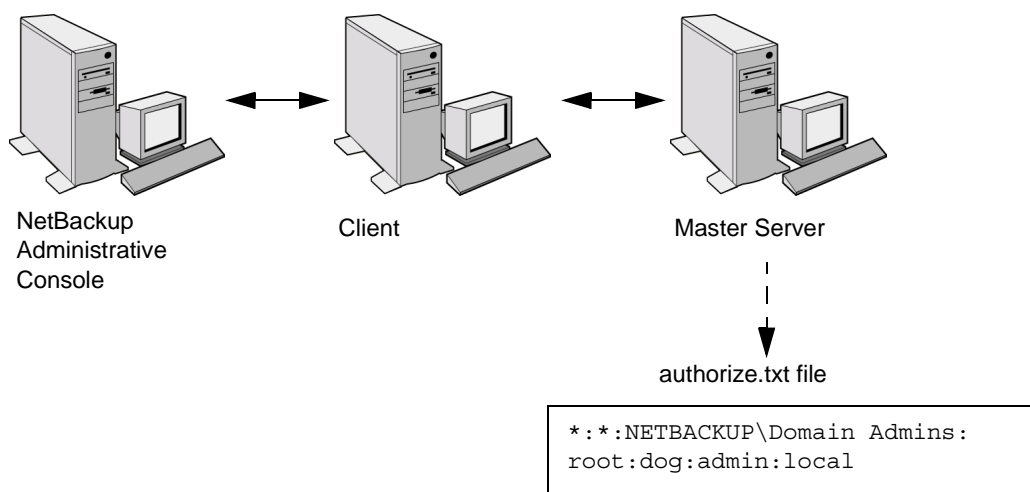 NetBackup
Administrative
Console
Client
Master Server
authorize.txt file
*:*:NETBACKUP\Domain Admins:
root:dog:admin:local